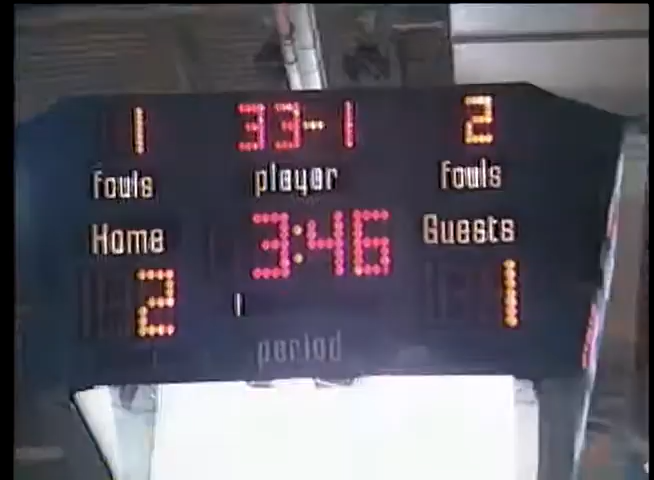 1 33-1 2
fouls player fouls
Home 3:46 Guests
2 1
period